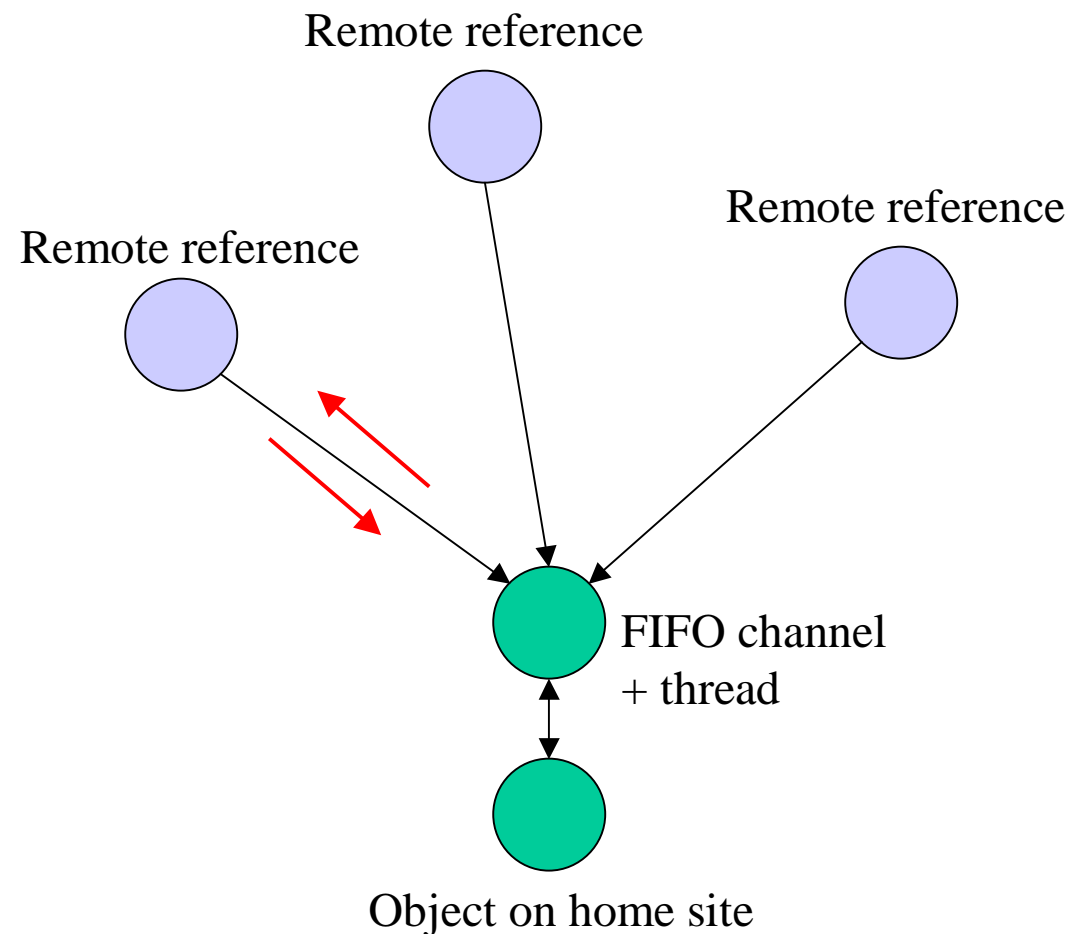 Remote reference
Remote reference
Remote reference
FIFO channel
+ thread
Object on home site